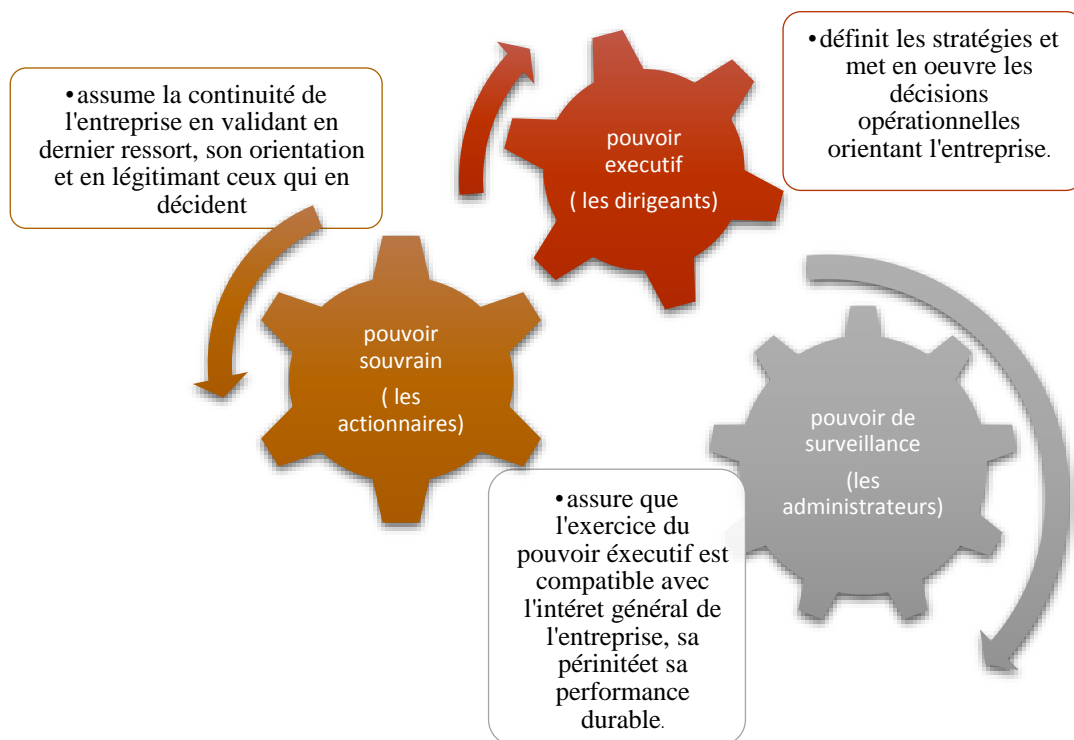 •assume la continuité de
l'entreprise en validant en
dernier ressort, son orientation
et en légitimant ceux qui en
décident
pouvoir
executif
( les dirigeants)
•définit les stratégies et
met en oeuvre les
décisions
opérationnelles
orientant l'entreprise.
pouvoir
souvrain
( les
actionnaires)
pouvoir de
surveillance
(les
administrateurs)
•assure que
l'exercice du
pouvoir éxecutif est
compatible avec
l'intéret général de
l'entreprise, sa
périnitéet sa
performance
durable.